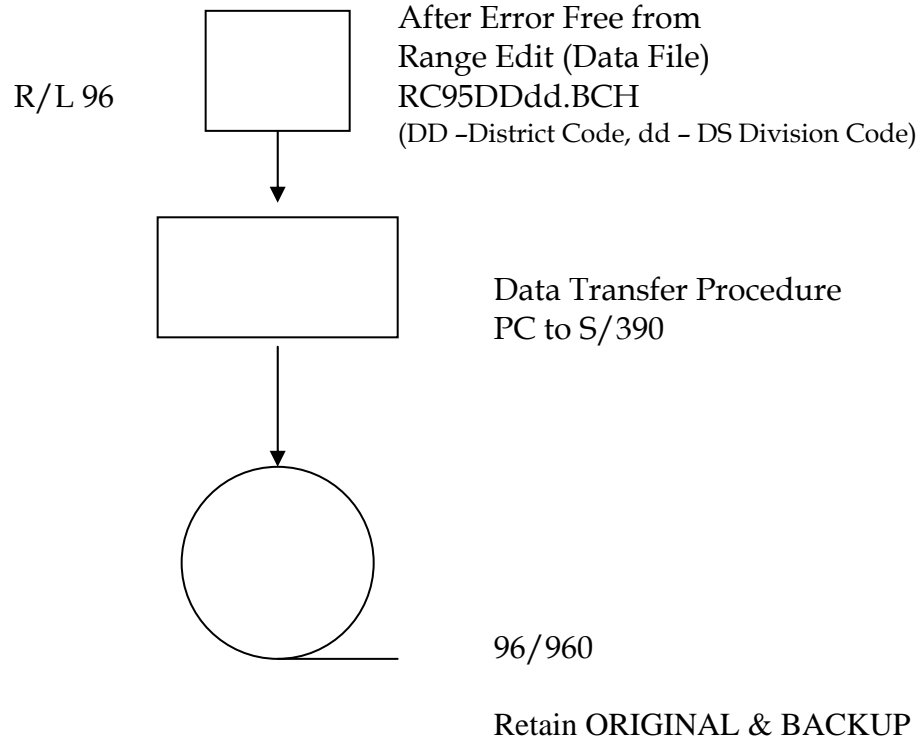 After Error Free from
Range Edit (Data File)
R/L 96
RC95DDdd.BCH
(DD –District Code, dd – DS Division Code)
Data Transfer Procedure
PC to S/390
96/960
Retain ORIGINAL & BACKUP